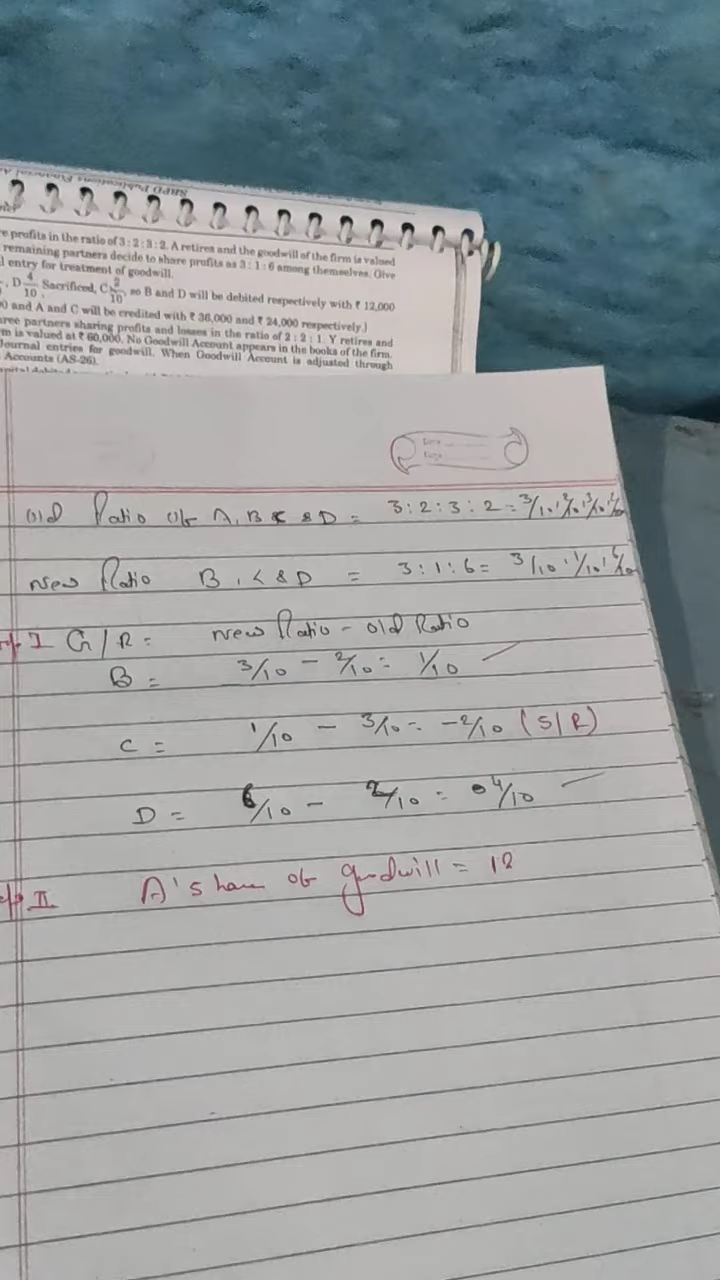 SBPD Publications Financial A
e profits in the ratio of 3 : 2 : 3 : 2. A retires and the goodwill of the firm is valued
remaining partners decide to share profits as 3 : 1 : 6 among themselves. Give
l entry for treatment of goodwill.
, D 4/10, Sacrificed, C 2/10, so B and D will be debited respectively with ₹ 12,000
0 and A and C will be credited with ₹ 36,000 and ₹ 24,000 respectively.)
ree partners sharing profits and losses in the ratio of 2 : 2 : 1. Y retires and
m is valued at ₹ 60,000. No Goodwill Account appears in the books of the firm.
Journal entries for goodwill. When Goodwill Account is adjusted through
Accounts (AS-26).
Date
Page
Old Ratio of A, B C & D = 3:2:3:2 = 3/10, 2/10, 3/10, 2/10
New Ratio B, C & D = 3:1:6 = 3/10, 1/10, 6/10
I G/R = New Ratio - Old Ratio
B = 3/10 - 2/10 = 1/10
C = 1/10 - 3/10 = -2/10 (S/R)
D = 6/10 - 2/10 = 4/10
II A's share of goodwill = 12